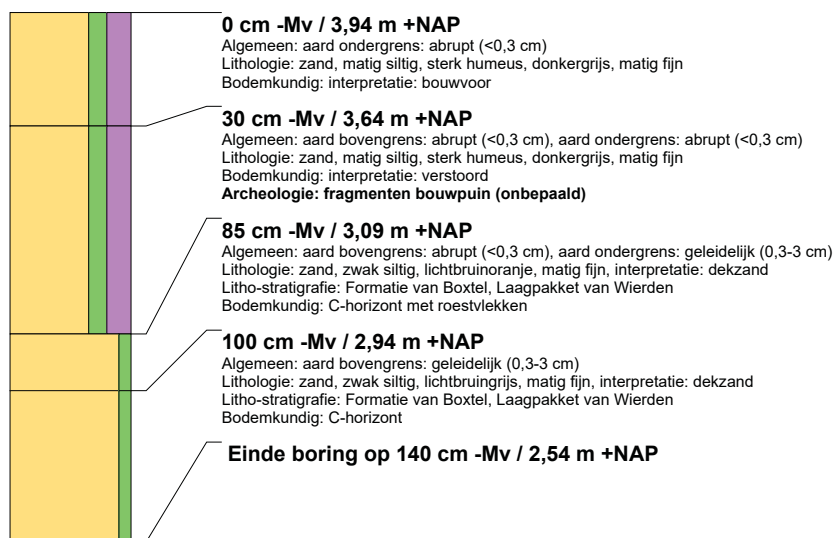 0 cm -Mv / 3,94 m +NAP
Algemeen: aard ondergrens: abrupt (<0,3 cm)
Lithologie: zand, matig siltig, sterk humeus, donkergrijs, matig fijn
Bodemkundig: interpretatie: bouwvoor
30 cm -Mv / 3,64 m +NAP
Algemeen: aard bovengrens: abrupt (<0,3 cm), aard ondergrens: abrupt (<0,3 cm)
Lithologie: zand, matig siltig, sterk humeus, donkergrijs, matig fijn
Bodemkundig: interpretatie: verstoord
Archeologie: fragmenten bouwpuin (onbepaald)
85 cm -Mv / 3,09 m +NAP
Algemeen: aard bovengrens: abrupt (<0,3 cm), aard ondergrens: geleidelijk (0,3-3 cm)
Lithologie: zand, zwak siltig, lichtbruinoranje, matig fijn, interpretatie: dekzand
Litho-stratigrafie: Formatie van Boxtel, Laagpakket van Wierden
Bodemkundig: C-horizont met roestvlekken
100 cm -Mv / 2,94 m +NAP
Algemeen: aard bovengrens: geleidelijk (0,3-3 cm)
Lithologie: zand, zwak siltig, lichtbruingrijs, matig fijn, interpretatie: dekzand
Litho-stratigrafie: Formatie van Boxtel, Laagpakket van Wierden
Bodemkundig: C-horizont
Einde boring op 140 cm -Mv / 2,54 m +NAP